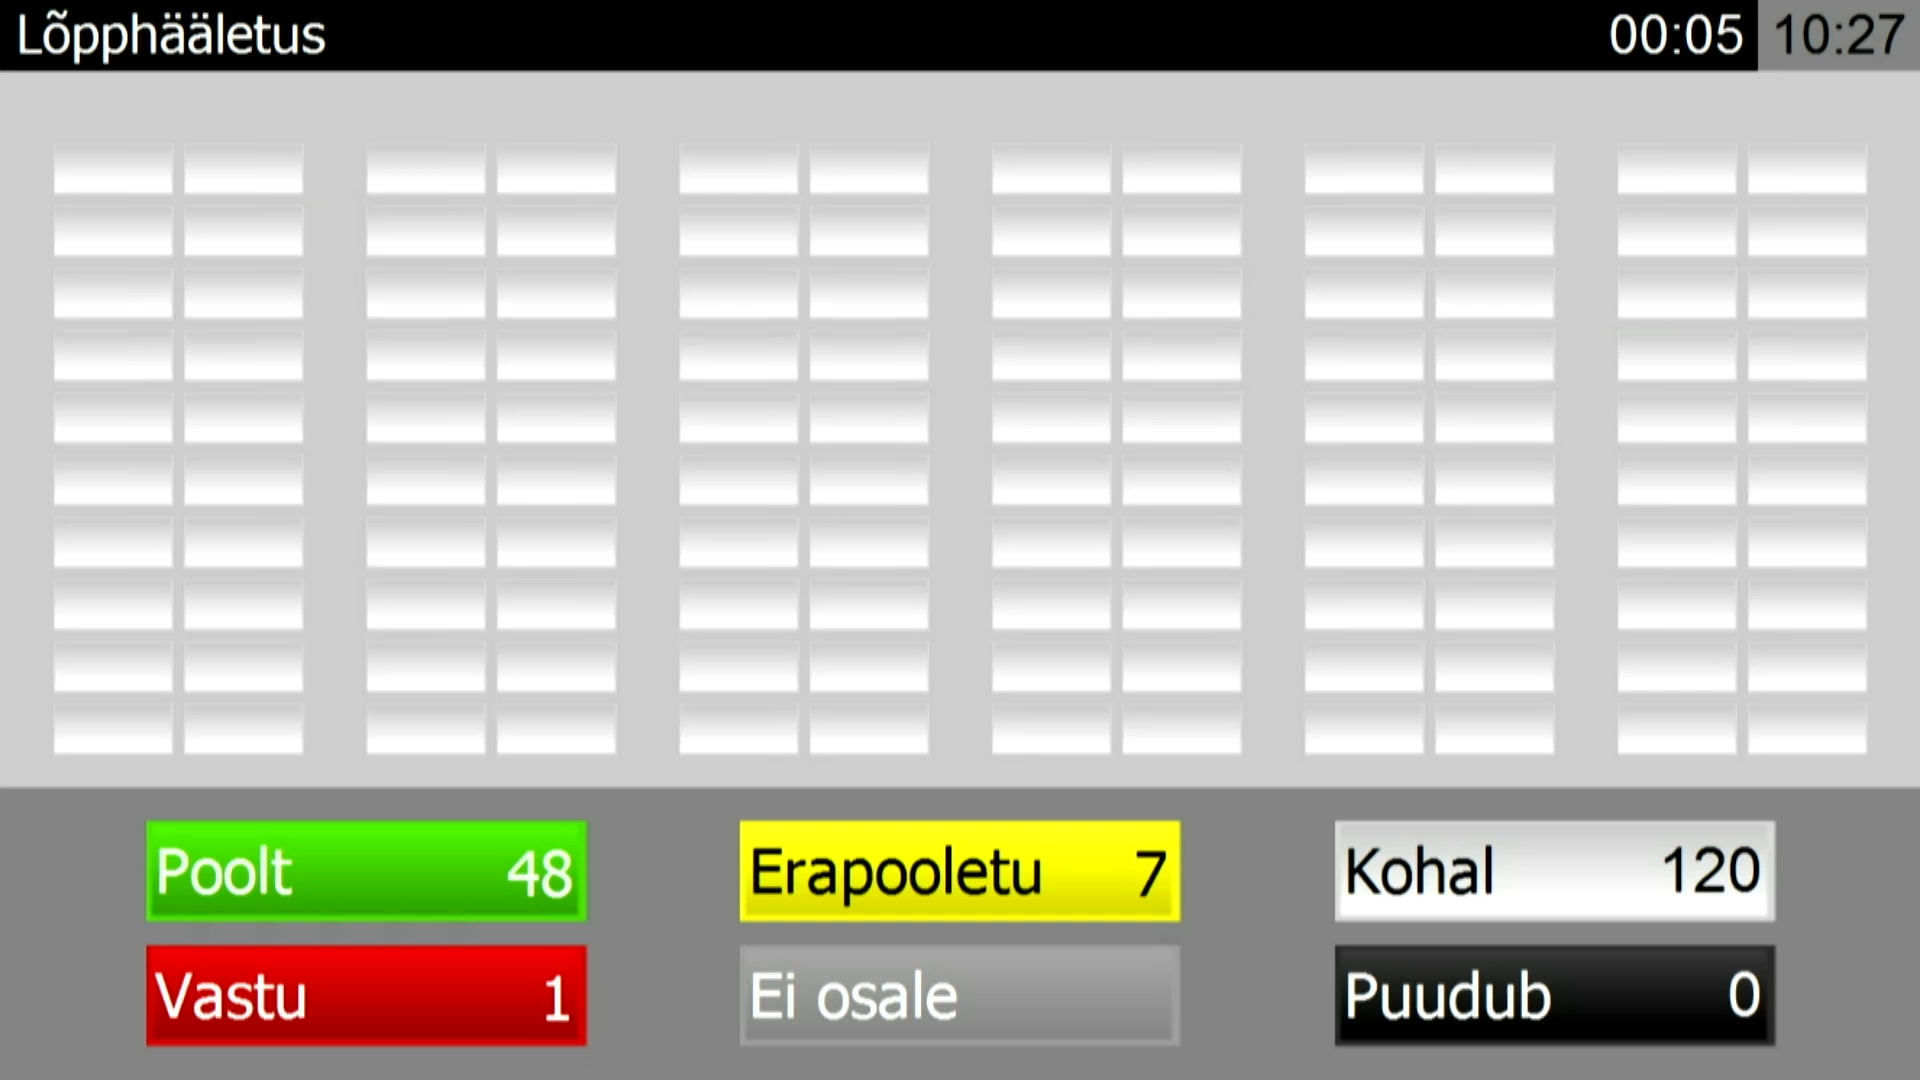 Lõpphääletus 00:05 10:27
Poolt 48 Erapooletu 7 Kohal 120
Vastu 1 Ei osale Puudub 0